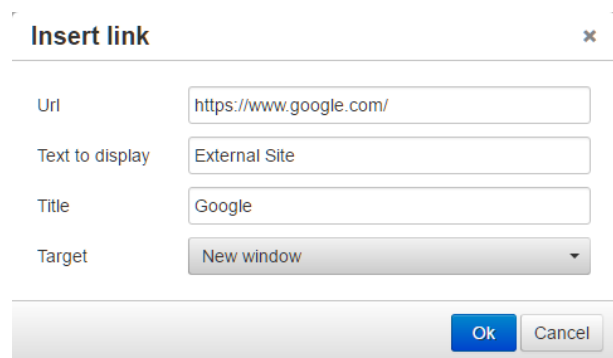 Insert link
Url https://www.google.com/
Text to display External Site
Title Google
Target New window
Ok Cancel